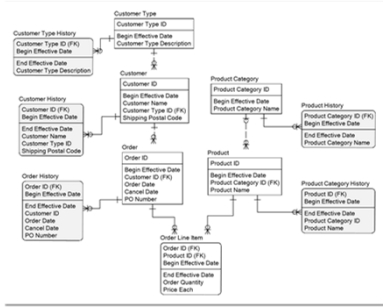 Customer Type
Customer Type ID
Begin Effective Date
Customer Type Description
Customer Type History
Customer Type ID (FK)
Begin Effective Date
End Effective Date
Customer Type Description
Customer
Customer ID
Begin Effective Date
Customer Name
Customer Type ID (FK)
Shipping Postal Code
Customer History
Customer ID (FK)
Begin Effective Date
End Effective Date
Customer Name
Customer Type ID
Shipping Postal Code
Order
Order ID
Begin Effective Date
Customer ID (FK)
Order Date
Cancel Date
PO Number
Order History
Order ID (FK)
Begin Effective Date
End Effective Date
Customer ID
Order Date
Cancel Date
PO Number
Product Category
Product Category ID
Begin Effective Date
Product Category Name
Product History
Product Category ID (FK)
Begin Effective Date
End Effective Date
Product Category Name
Product
Product ID
Begin Effective Date
Product Category ID (FK)
Product Name
Product Category History
Product ID (FK)
Begin Effective Date
End Effective Date
Product Category ID
Product Name
Order Line Item
Order ID (FK)
Product ID (FK)
Begin Effective Date
End Effective Date
Order Quantity
Price Each